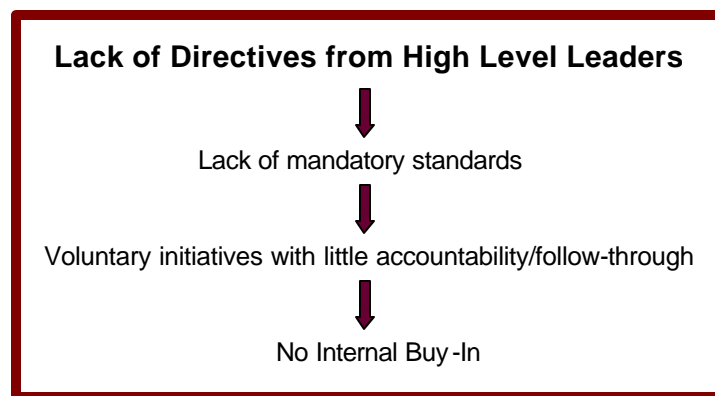 Lack of Directives from High Level Leaders
Lack of mandatory standards
Voluntary initiatives with little accountability/follow-through
No Internal Buy-In